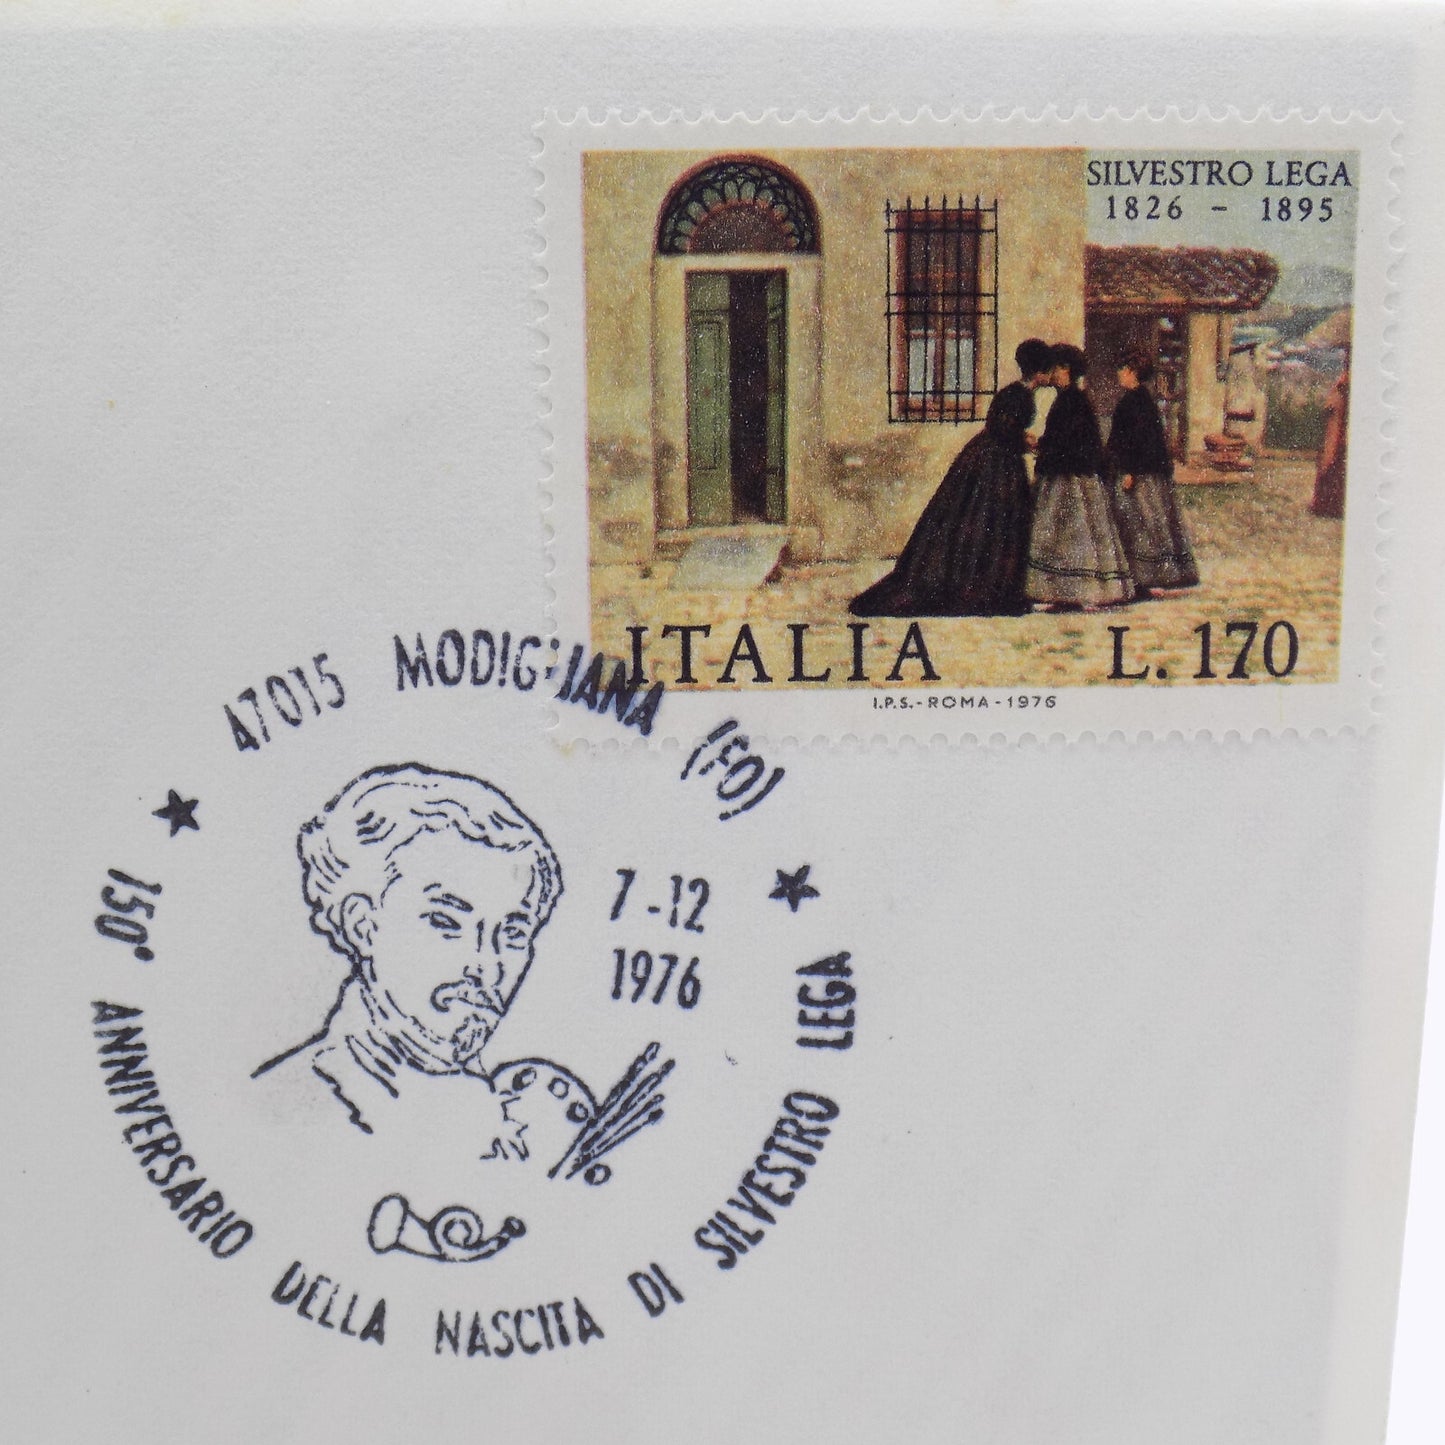 SILVESTRO LEGA
1826 - 1895
ITALIA L. 170
I.P.S. - ROMA - 1976
47015 MODIGLIANA (FO)
7-12
1976
150° ANNIVERSARIO DELLA NASCITA DI SILVESTRO LEGA